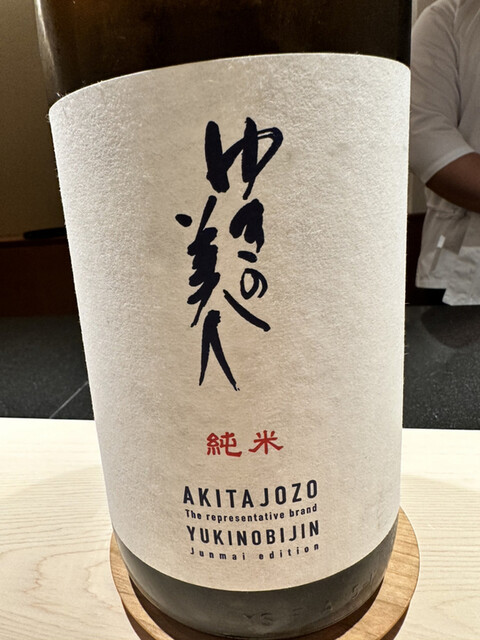 ゆきの
美人
純米
AKITAJOZO
The representative brand
YUKINOBIJIN
Junmai edition